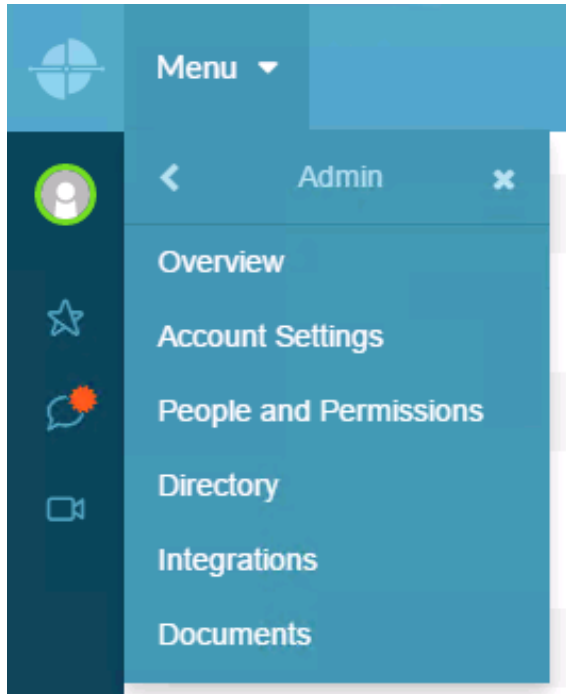 Menu
Admin
Overview
Account Settings
People and Permissions
Directory
Integrations
Documents